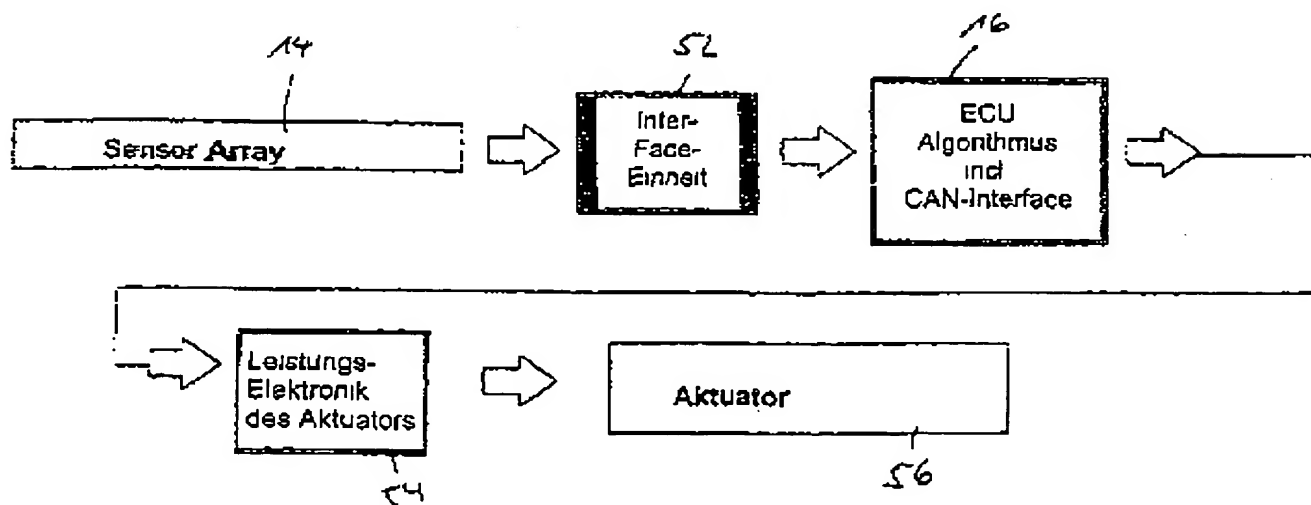 14
52
16
Sensor Array
Inter-
Face-
Einheit
ECU
Algorithmus
incl
CAN-Interface
Leistungs-
Elektronik
des Aktuators
Aktuator
54
56